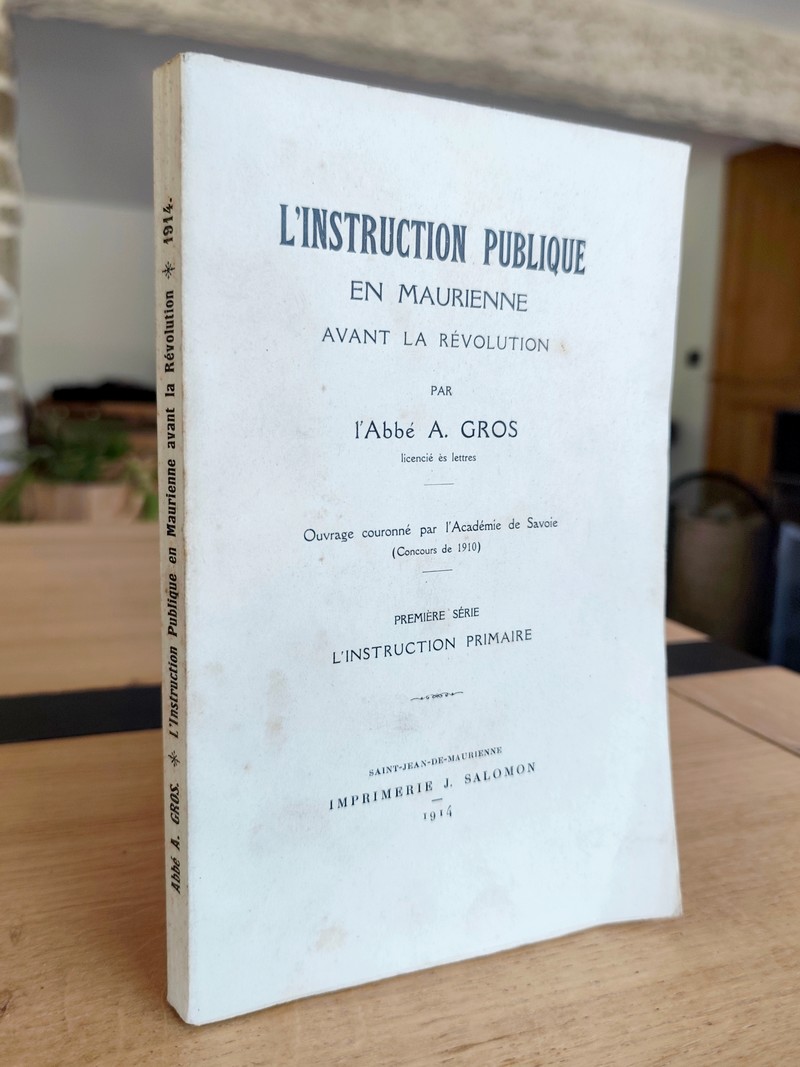 L'INSTRUCTION PUBLIQUE
EN MAURIENNE
AVANT LA RÉVOLUTION
PAR
l'Abbé A. GROS
licencié ès lettres
Ouvrage couronné par l'Académie de Savoie
(Concours de 1910)
PREMIÈRE SÉRIE
L'INSTRUCTION PRIMAIRE
SAINT-JEAN-DE-MAURIENNE
IMPRIMERIE J. SALOMON
1914
Abbé A. GROS. * L'Instruction Publique en Maurienne avant la Révolution * 1914.